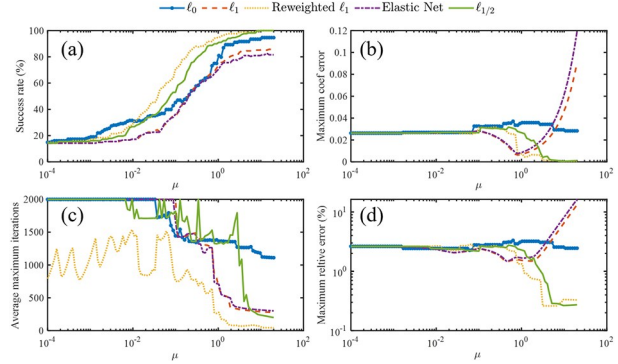 ℓ₀ ℓ₁ Reweighted ℓ₁ Elastic Net ℓ₁/₂
(a)
Success rate (%)
100
80
60
40
20
0
10⁻⁴ 10⁻² 10⁰ 10²
μ
(b)
Maximum coef error
0.12
0.1
0.08
0.06
0.04
0.02
0
10⁻⁴ 10⁻² 10⁰ 10²
μ
(c)
Average maximum iterations
2000
1500
1000
500
0
10⁻⁴ 10⁻² 10⁰ 10²
μ
(d)
Maximum reltive error (%)
10¹
10⁰
10⁻¹
10⁻⁴ 10⁻² 10⁰ 10²
μ